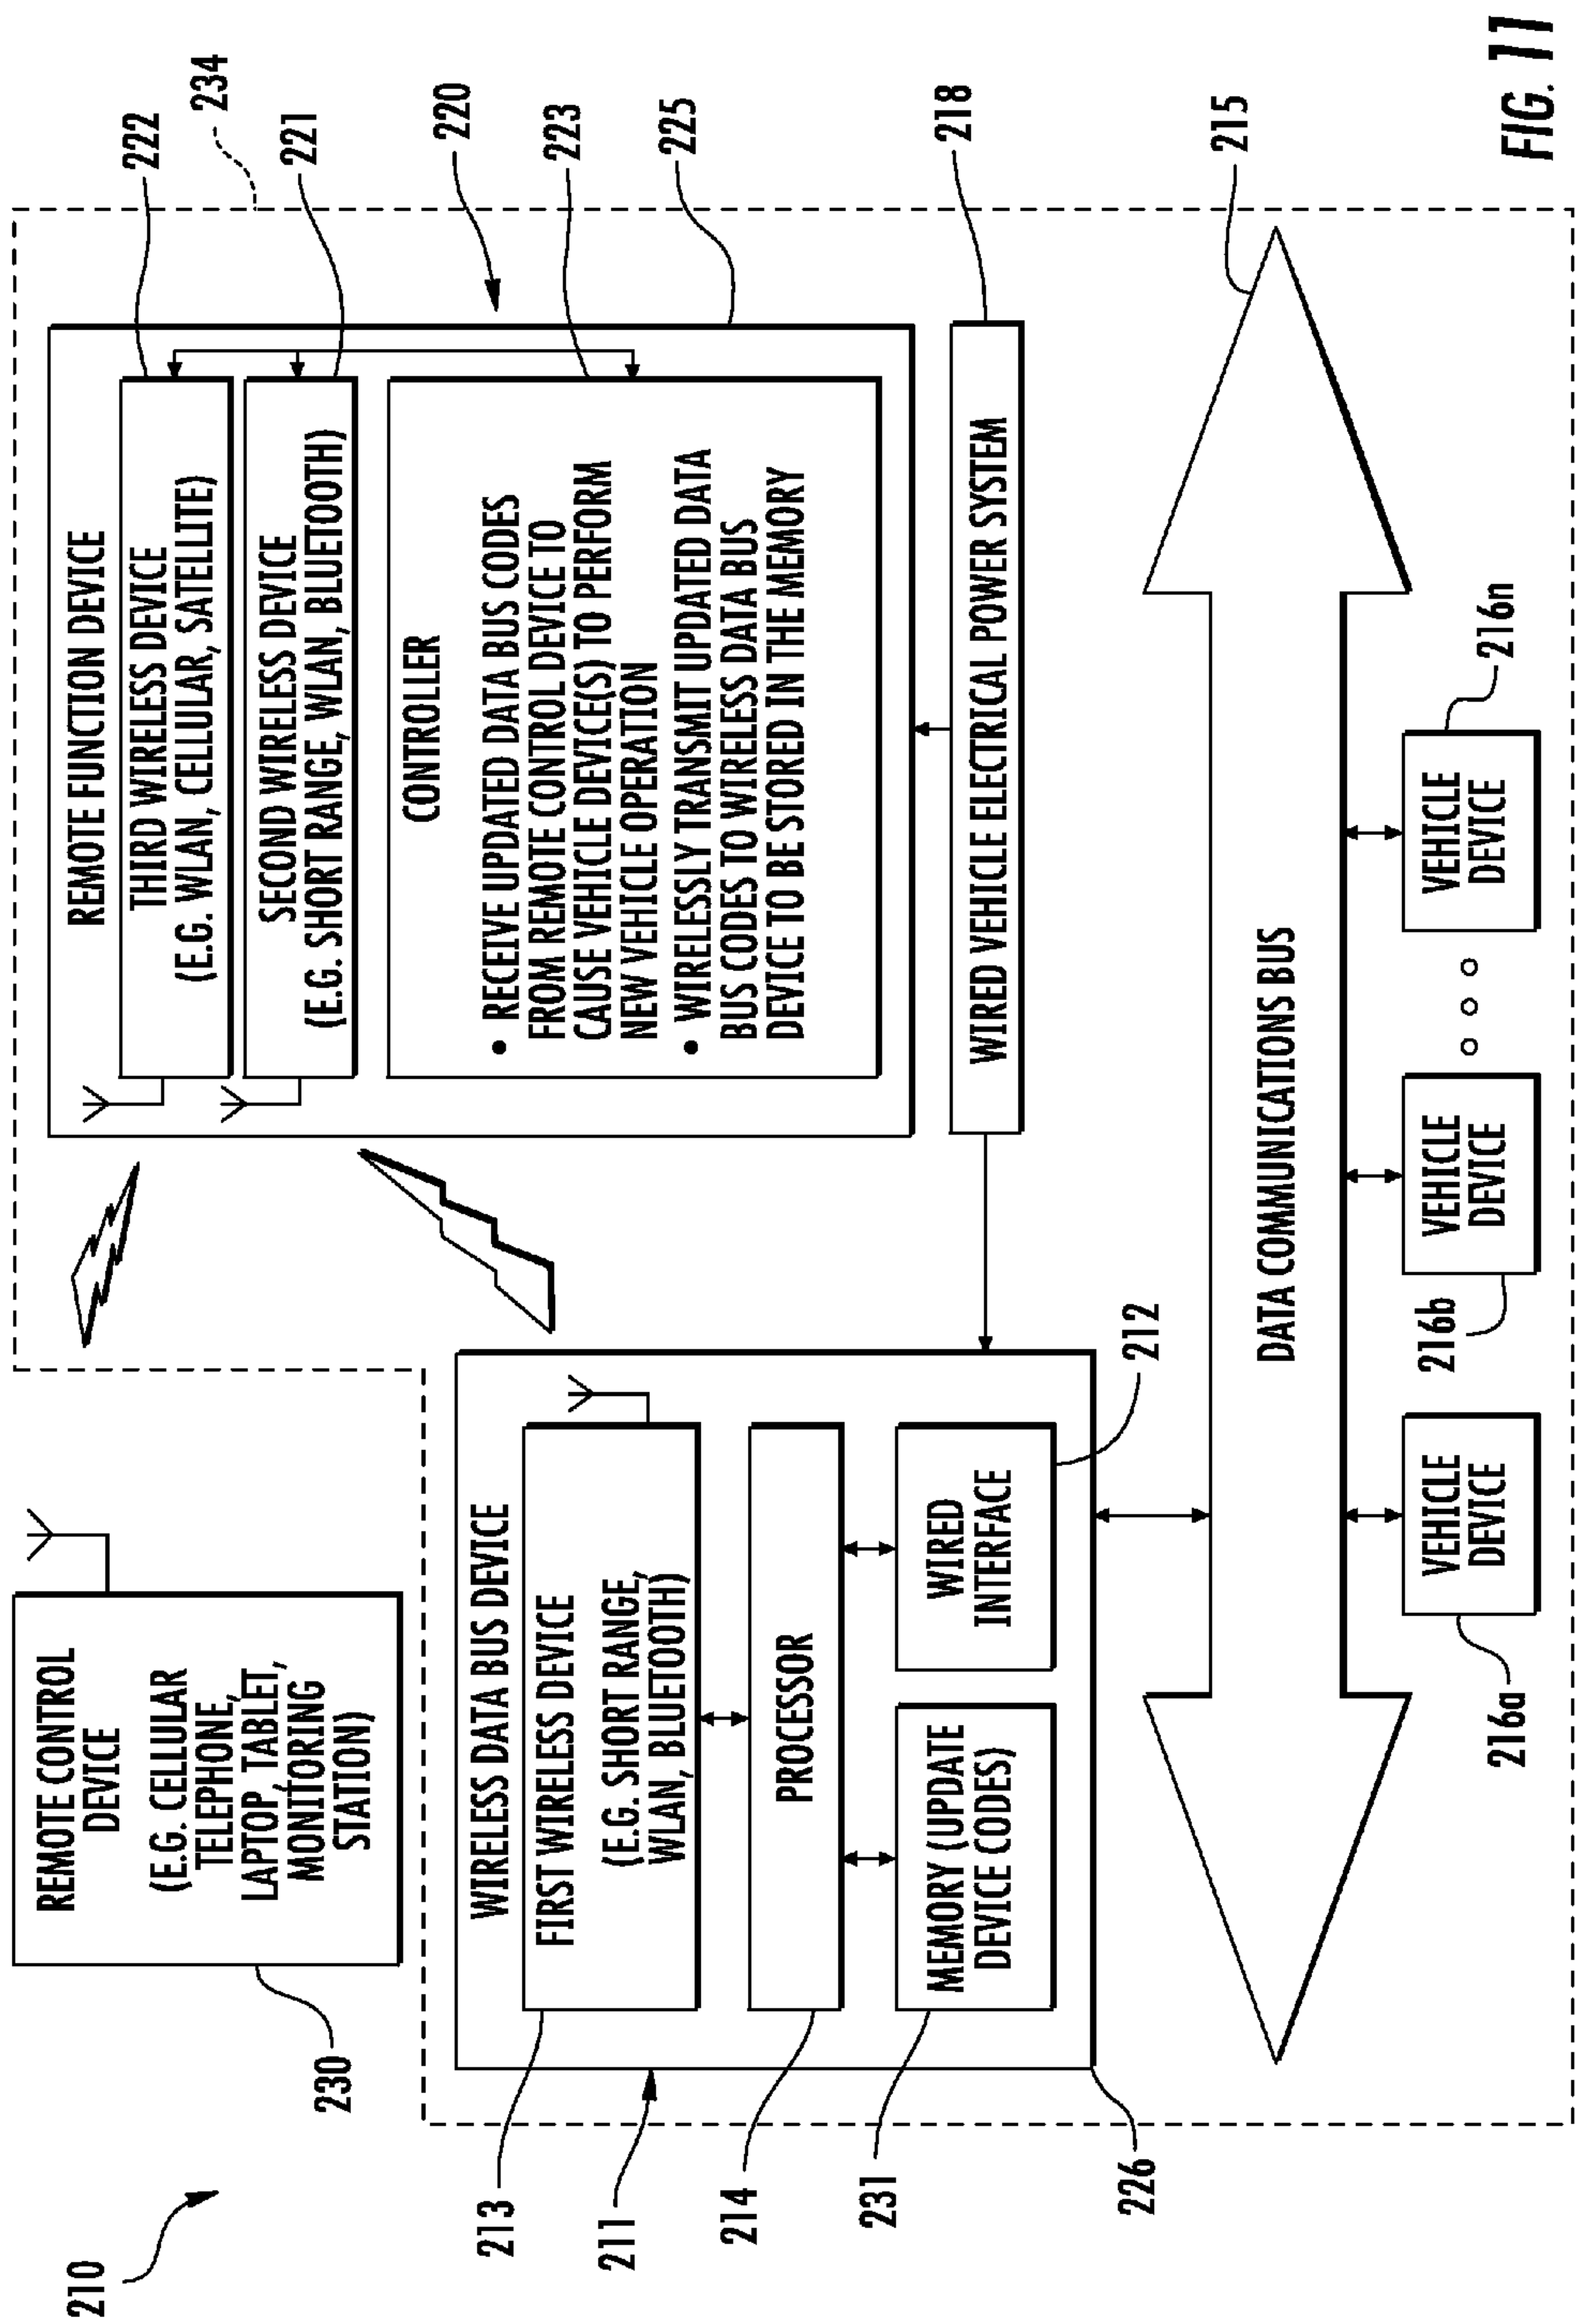 210
230
REMOTE CONTROL
DEVICE
(E.G. CELLULAR
TELEPHONE,
LAPTOP, TABLET,
MONITORING
STATION)
222
234
221
220
223
225
218
REMOTE FUNCTION DEVICE
THIRD WIRELESS DEVICE
(E.G. WLAN, CELLULAR, SATELLITE)
SECOND WIRELESS DEVICE
(E.G. SHORT RANGE, WLAN, BLUETOOTH)
CONTROLLER
• RECEIVE UPDATED DATA BUS CODES
FROM REMOTE CONTROL DEVICE TO
CAUSE VEHICLE DEVICE(S) TO PERFORM
NEW VEHICLE OPERATION
• WIRELESSLY TRANSMIT UPDATED DATA
BUS CODES TO WIRELESS DATA BUS
DEVICE TO BE STORED IN THE MEMORY
WIRED VEHICLE ELECTRICAL POWER SYSTEM
213
211
214
231
226
WIRELESS DATA BUS DEVICE
FIRST WIRELESS DEVICE
(E.G. SHORT RANGE,
WLAN, BLUETOOTH)
PROCESSOR
MEMORY (UPDATE
DEVICE CODES)
WIRED
INTERFACE
212
215
DATA COMMUNICATIONS BUS
VEHICLE
DEVICE
216a
VEHICLE
DEVICE
216b
VEHICLE
DEVICE
216n
FIG. 11